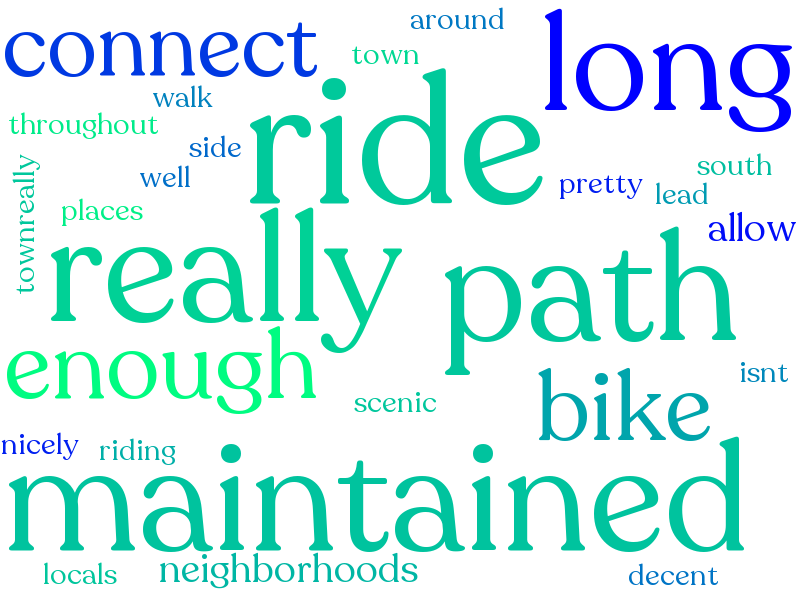 around
connect
long
town
walk
ride
throughout
side
townreally
well
south
pretty
lead
places
allow
really
path
enough
bike
isnt
scenic
nicely
riding
maintained
locals
neighborhoods
decent